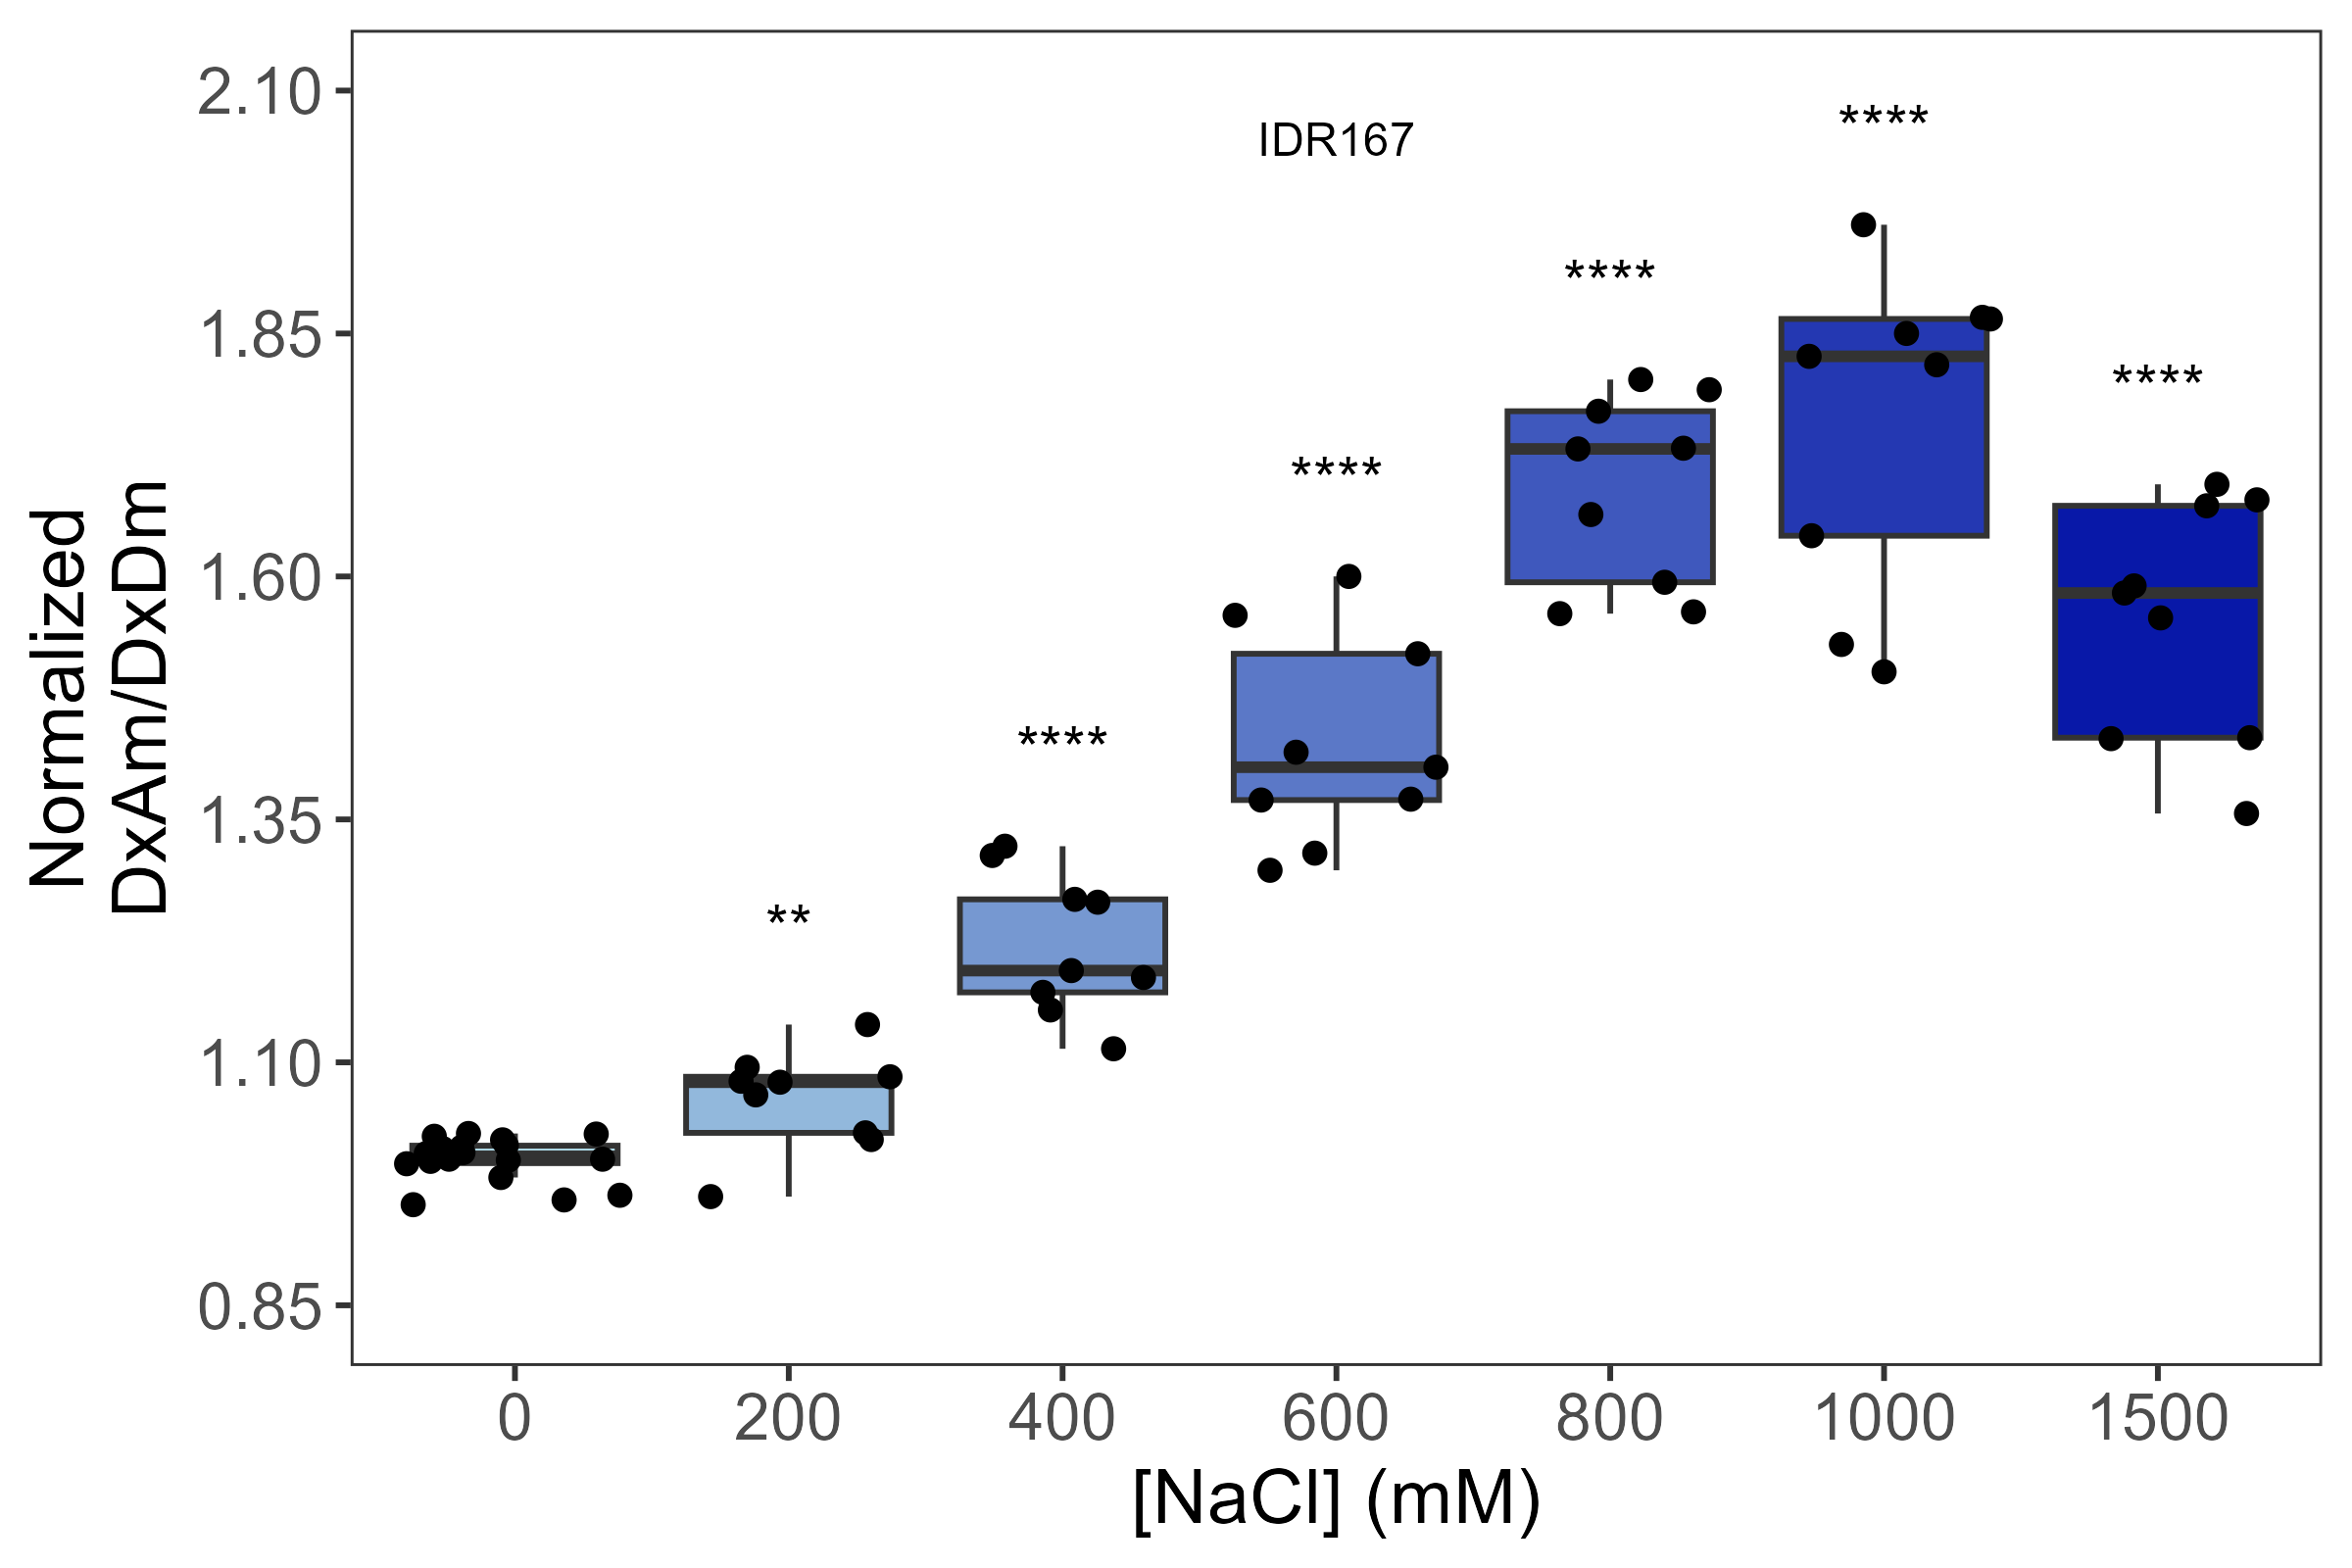 IDR167
****
****
****
****
****
**
2.10
1.85
1.60
1.35
1.10
0.85
Normalized
DxAm/DxDm
0 200 400 600 800 1000 1500
[NaCl] (mM)